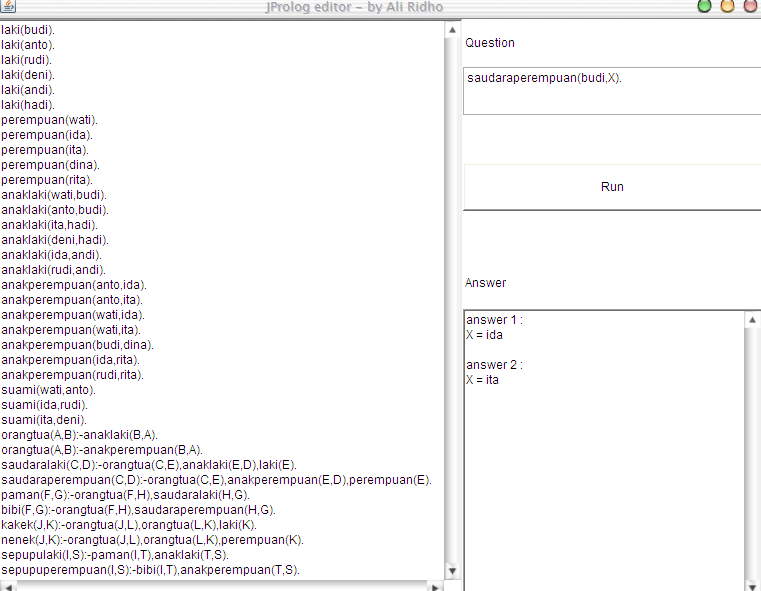 JProlog editor - by Ali Ridho
laki(budi).
laki(anto).
laki(rudi).
laki(deni).
laki(andi).
laki(hadi).
perempuan(wati).
perempuan(ida).
perempuan(ita).
perempuan(dina).
perempuan(rita).
anaklaki(wati,budi).
anaklaki(anto,budi).
anaklaki(ita,hadi).
anaklaki(deni,hadi).
anaklaki(ida,andi).
anaklaki(rudi,andi).
anakperempuan(anto,ida).
anakperempuan(anto,ita).
anakperempuan(wati,ida).
anakperempuan(wati,ita).
anakperempuan(budi,dina).
anakperempuan(ida,rita).
anakperempuan(rudi,rita).
suami(wati,anto).
suami(ida,rudi).
suami(ita,deni).
orangtua(A,B):-anaklaki(B,A).
orangtua(A,B):-anakperempuan(B,A).
saudaralaki(C,D):-orangtua(C,E),anaklaki(E,D),laki(E).
saudaraperempuan(C,D):-orangtua(C,E),anakperempuan(E,D),perempuan(E).
paman(F,G):-orangtua(F,H),saudaralaki(H,G).
bibi(F,G):-orangtua(F,H),saudaraperempuan(H,G).
kakek(J,K):-orangtua(J,L),orangtua(L,K),laki(K).
nenek(J,K):-orangtua(J,L),orangtua(L,K),perempuan(K).
sepupulaki(I,S):-paman(I,T),anaklaki(T,S).
sepupuperempuan(I,S):-bibi(I,T),anakperempuan(T,S).
Question
saudaraperempuan(budi,X).
Run
Answer
answer 1 :
X = ida
answer 2 :
X = ita